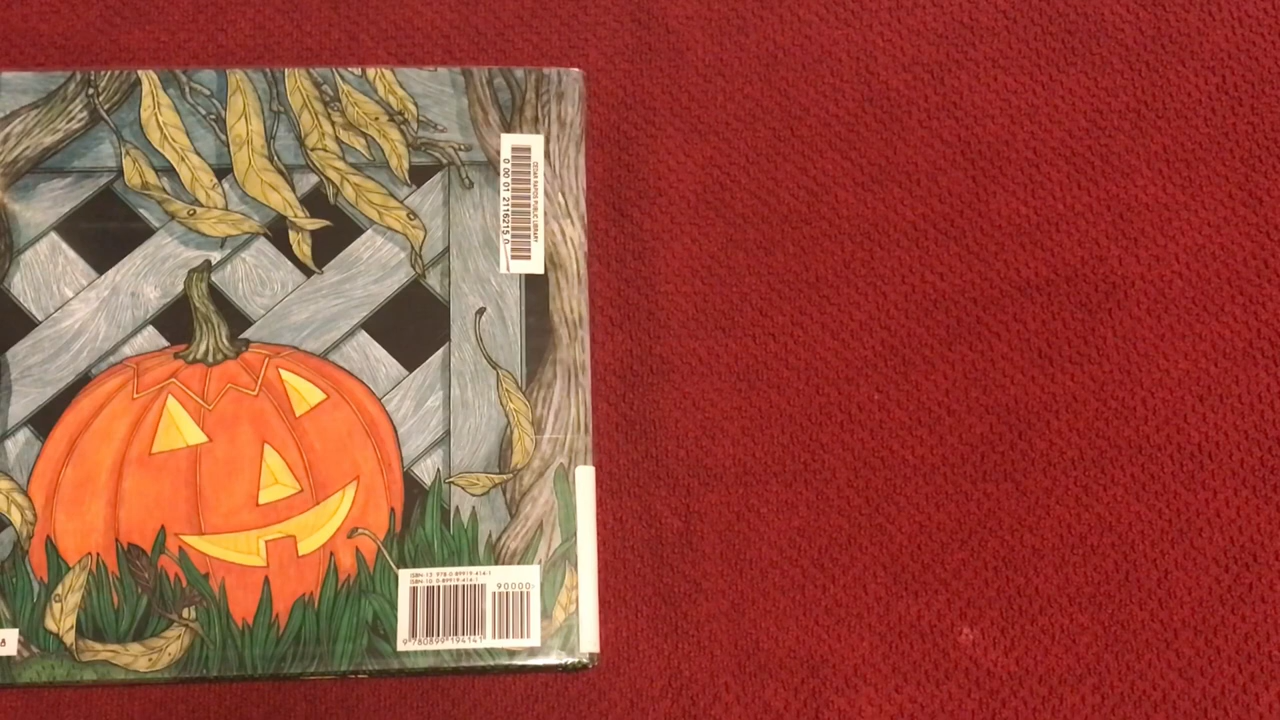 CEDAR RAPIDS PUBLIC LIBRARY
0 00 01 2116215 0
ISBN-13 978-0-89919-414-1
ISBN-10 0-89919-414-1
90000
9 780899 194141
8